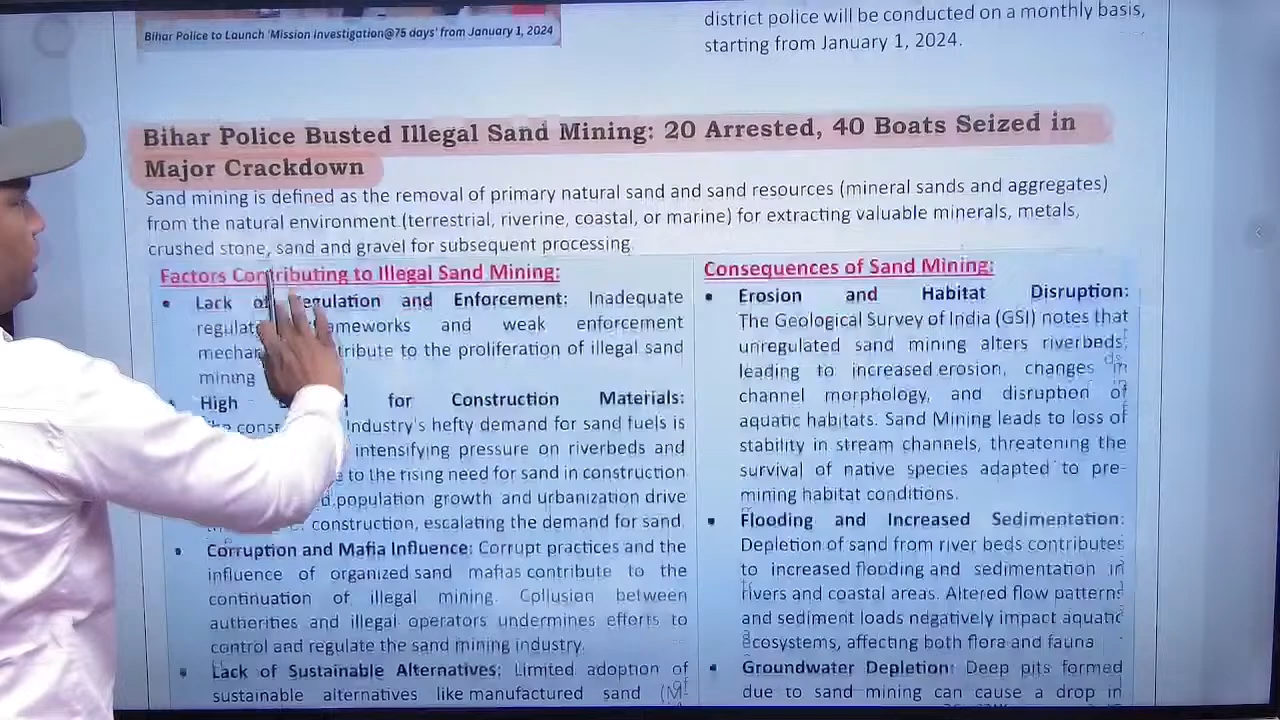 Bihar Police to Launch 'Mission investigation@75 days' from January 1, 2024
district police will be conducted on a monthly basis,
starting from January 1, 2024.
Bihar Police Busted Illegal Sand Mining: 20 Arrested, 40 Boats Seized in
Major Crackdown
Sand mining is defined as the removal of primary natural sand and sand resources (mineral sands and aggregates)
from the natural environment (terrestrial, riverine, coastal, or marine) for extracting valuable minerals, metals,
crushed stone, sand and gravel for subsequent processing
Factors Contributing to Illegal Sand Mining:
Lack of Regulation and Enforcement: Inadequate
and weak enforcement
to the proliferation of illegal sand
mining
High for Construction Materials:
industry's hefty demand for sand fuels is
intensifying pressure on riverbeds and
to the rising need for sand in construction
population growth and urbanization drive
construction, escalating the demand for sand.
Corruption and Mafia Influence: Corrupt practices and the
influence of organized sand mafias contribute to the
continuation of illegal mining. Collusion between
authorities and illegal operators undermines efforts to
control and regulate the sand mining industry.
Lack of Sustainable Alternatives: Limited adoption of
sustainable alternatives like manufactured sand
Consequences of Sand Mining:
Erosion and Habitat Disruption:
The Geological Survey of India (GSI) notes that
unregulated sand mining alters riverbeds,
leading to increased erosion, changes in
channel morphology, and disruption of
aquatic habitats. Sand Mining leads to loss of
stability in stream channels, threatening the
survival of native species adapted to pre-
mining habitat conditions.
Flooding and Increased Sedimentation:
Depletion of sand from river beds contributes
to increased flooding and sedimentation in
rivers and coastal areas. Altered flow patterns
and sediment loads negatively impact aquatic
ecosystems, affecting both flora and fauna
Groundwater Depletion: Deep pits formed
due to sand mining can cause a drop in